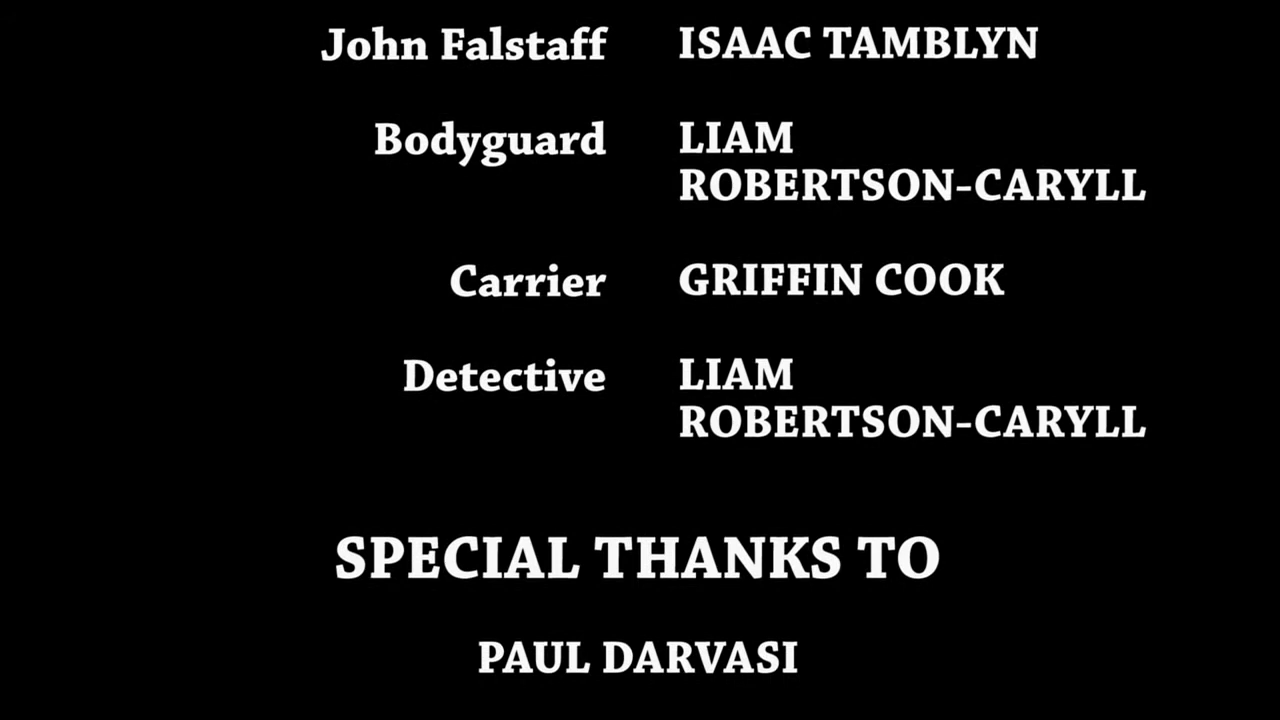 John Falstaff ISAAC TAMBLYN
Bodyguard LIAM
ROBERTSON-CARYLL
Carrier GRIFFIN COOK
Detective LIAM
ROBERTSON-CARYLL
SPECIAL THANKS TO
PAUL DARVASI